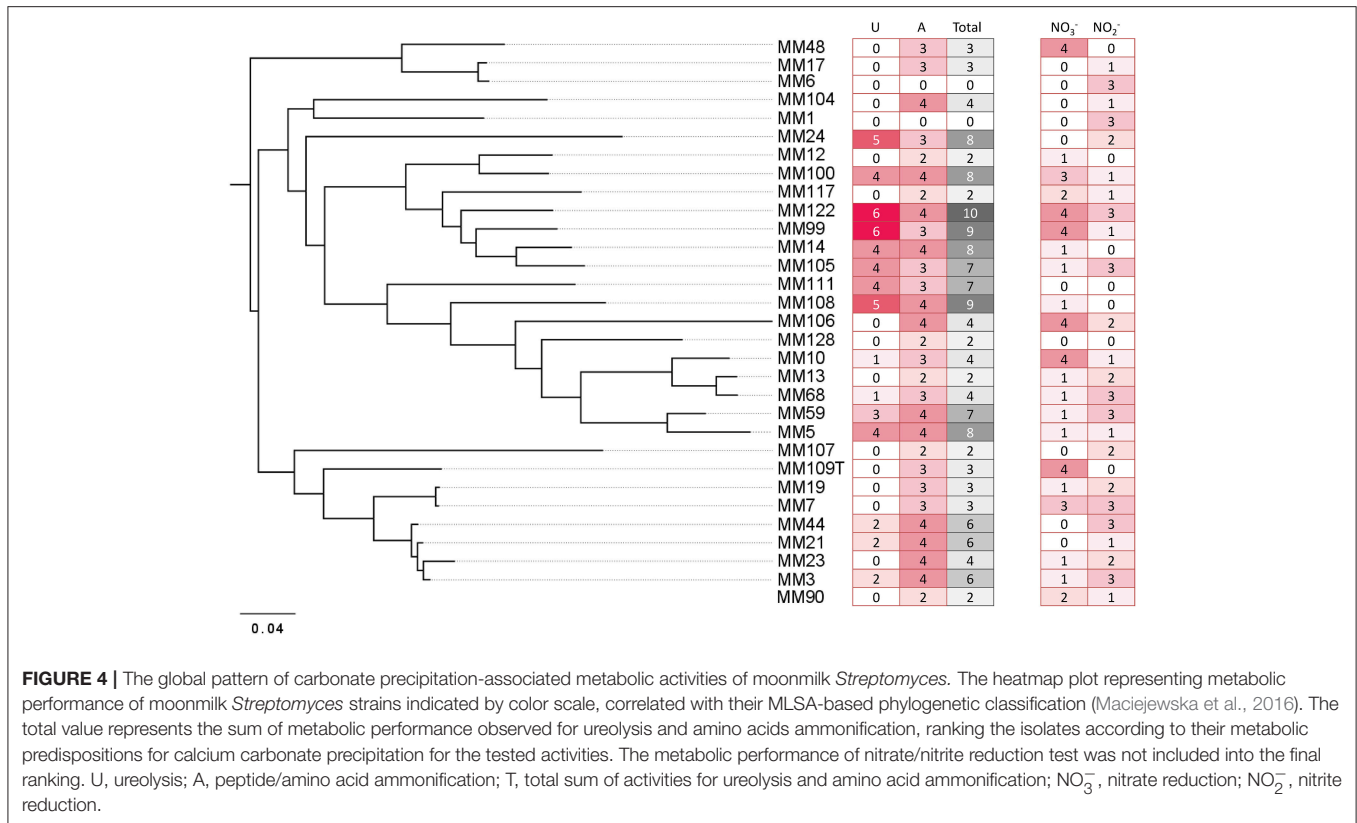 U A Total NO3- NO2-
MM48 0 3 3 4 0
MM17 0 3 3 0 1
MM6 0 0 0 0 3
MM104 0 4 4 0 1
MM1 0 0 0 0 3
MM24 5 3 8 0 2
MM12 0 2 2 1 0
MM100 4 4 8 3 1
MM117 0 2 2 2 1
MM122 6 4 10 4 3
MM99 6 3 9 4 1
MM14 4 4 8 1 0
MM105 4 3 7 1 3
MM111 4 3 7 0 0
MM108 5 4 9 1 0
MM106 0 4 4 4 2
MM128 0 2 2 0 0
MM10 1 3 4 4 1
MM13 0 2 2 1 2
MM68 1 3 4 1 3
MM59 3 4 7 1 3
MM5 4 4 8 1 1
MM107 0 2 2 0 2
MM109T 0 3 3 4 0
MM19 0 3 3 1 2
MM7 0 3 3 3 3
MM44 2 4 6 0 3
MM21 2 4 6 0 1
MM23 0 4 4 1 2
MM3 2 4 6 1 3
MM90 0 2 2 2 1
0.04
FIGURE 4 | The global pattern of carbonate precipitation-associated metabolic activities of moonmilk Streptomyces. The heatmap plot representing metabolic
performance of moonmilk Streptomyces strains indicated by color scale, correlated with their MLSA-based phylogenetic classification (Maciejewska et al., 2016). The
total value represents the sum of metabolic performance observed for ureolysis and amino acids ammonification, ranking the isolates according to their metabolic
predispositions for calcium carbonate precipitation for the tested activities. The metabolic performance of nitrate/nitrite reduction test was not included into the final
ranking. U, ureolysis; A, peptide/amino acid ammonification; T, total sum of activities for ureolysis and amino acid ammonification; NO3−, nitrate reduction; NO2−, nitrite
reduction.